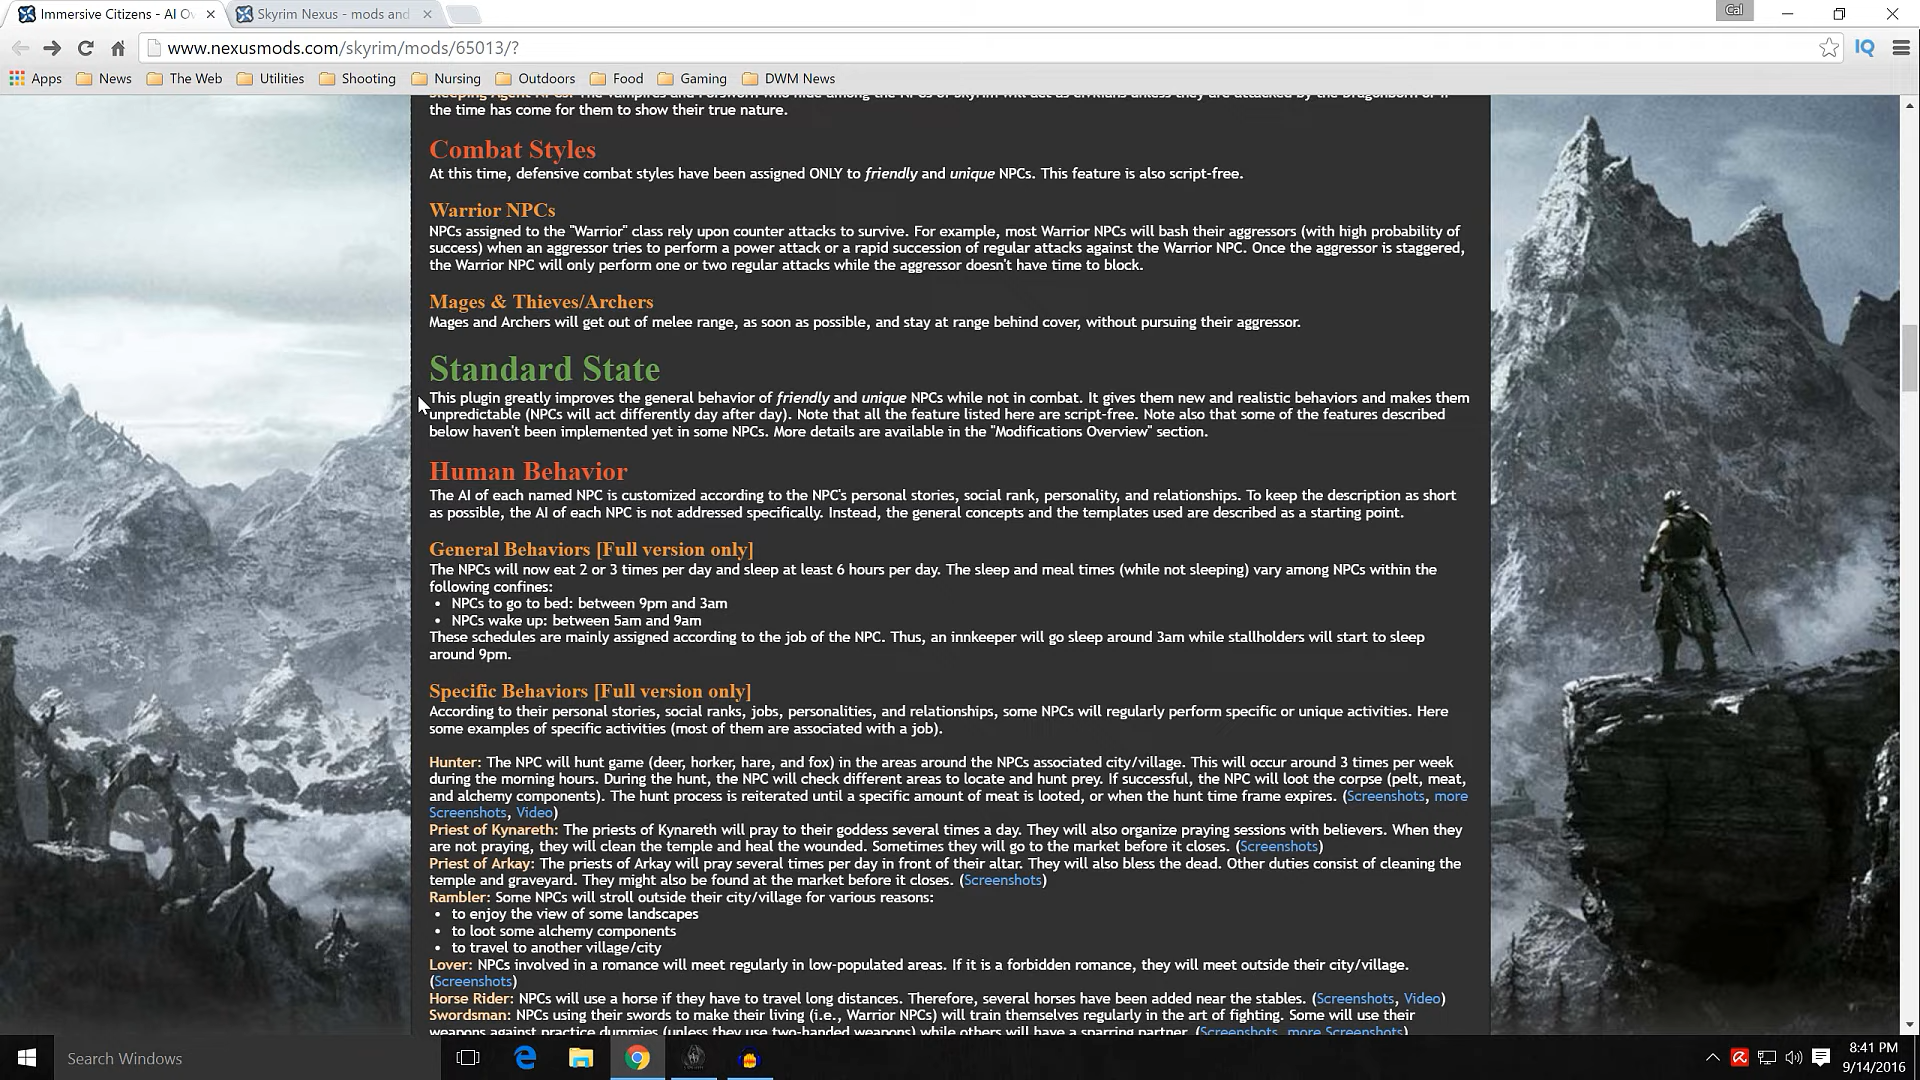 Immersive Citizens - AI O
Skyrim Nexus - mods and
Cal
www.nexusmods.com/skyrim/mods/65013/?
IQ
Apps News The Web Utilities Shooting Nursing Outdoors Food Gaming DWM News
Sleeping Agent NPCs: The vampires and Forsworn who hide among the NPCs of Skyrim will act as civilians unless they are attacked by the Dragonborn or if
the time has come for them to show their true nature.
Combat Styles
At this time, defensive combat styles have been assigned ONLY to friendly and unique NPCs. This feature is also script-free.
Warrior NPCs
NPCs assigned to the "Warrior" class rely upon counter attacks to survive. For example, most Warrior NPCs will bash their aggressors (with high probability of
success) when an aggressor tries to perform a power attack or a rapid succession of regular attacks against the Warrior NPC. Once the aggressor is staggered,
the Warrior NPC will only perform one or two regular attacks while the aggressor doesn't have time to block.
Mages & Thieves/Archers
Mages and Archers will get out of melee range, as soon as possible, and stay at range behind cover, without pursuing their aggressor.
Standard State
This plugin greatly improves the general behavior of friendly and unique NPCs while not in combat. It gives them new and realistic behaviors and makes them
unpredictable (NPCs will act differently day after day). Note that all the feature listed here are script-free. Note also that some of the features described
below haven't been implemented yet in some NPCs. More details are available in the "Modifications Overview" section.
Human Behavior
The AI of each named NPC is customized according to the NPC's personal stories, social rank, personality, and relationships. To keep the description as short
as possible, the AI of each NPC is not addressed specifically. Instead, the general concepts and the templates used are described as a starting point.
General Behaviors [Full version only]
The NPCs will now eat 2 or 3 times per day and sleep at least 6 hours per day. The sleep and meal times (while not sleeping) vary among NPCs within the
following confines:
• NPCs to go to bed: between 9pm and 3am
• NPCs wake up: between 5am and 9am
These schedules are mainly assigned according to the job of the NPC. Thus, an innkeeper will go sleep around 3am while stallholders will start to sleep
around 9pm.
Specific Behaviors [Full version only]
According to their personal stories, social ranks, jobs, personalities, and relationships, some NPCs will regularly perform specific or unique activities. Here
some examples of specific activities (most of them are associated with a job).
Hunter: The NPC will hunt game (deer, horker, hare, and fox) in the areas around the NPCs associated city/village. This will occur around 3 times per week
during the morning hours. During the hunt, the NPC will check different areas to locate and hunt prey. If successful, the NPC will loot the corpse (pelt, meat,
and alchemy components). The hunt process is reiterated until a specific amount of meat is looted, or when the hunt time frame expires. (Screenshots, more
Screenshots, Video)
Priest of Kynareth: The priests of Kynareth will pray to their goddess several times a day. They will also organize praying sessions with believers. When they
are not praying, they will clean the temple and heal the wounded. Sometimes they will go to the market before it closes. (Screenshots)
Priest of Arkay: The priests of Arkay will pray several times per day in front of their altar. They will also bless the dead. Other duties consist of cleaning the
temple and graveyard. They might also be found at the market before it closes. (Screenshots)
Rambler: Some NPCs will stroll outside their city/village for various reasons:
• to enjoy the view of some landscapes
• to loot some alchemy components
• to travel to another village/city
Lover: NPCs involved in a romance will meet regularly in low-populated areas. If it is a forbidden romance, they will meet outside their city/village.
(Screenshots)
Horse Rider: NPCs will use a horse if they have to travel long distances. Therefore, several horses have been added near the stables. (Screenshots, Video)
Swordsman: NPCs using their swords to make their living (i.e., Warrior NPCs) will train themselves regularly in the art of fighting. Some will use their
weapons against practice dummies (unless they use two-handed weapons) while others will have a sparring partner. (Screenshots, more Screenshots)
Search Windows
8:41 PM
9/14/2016